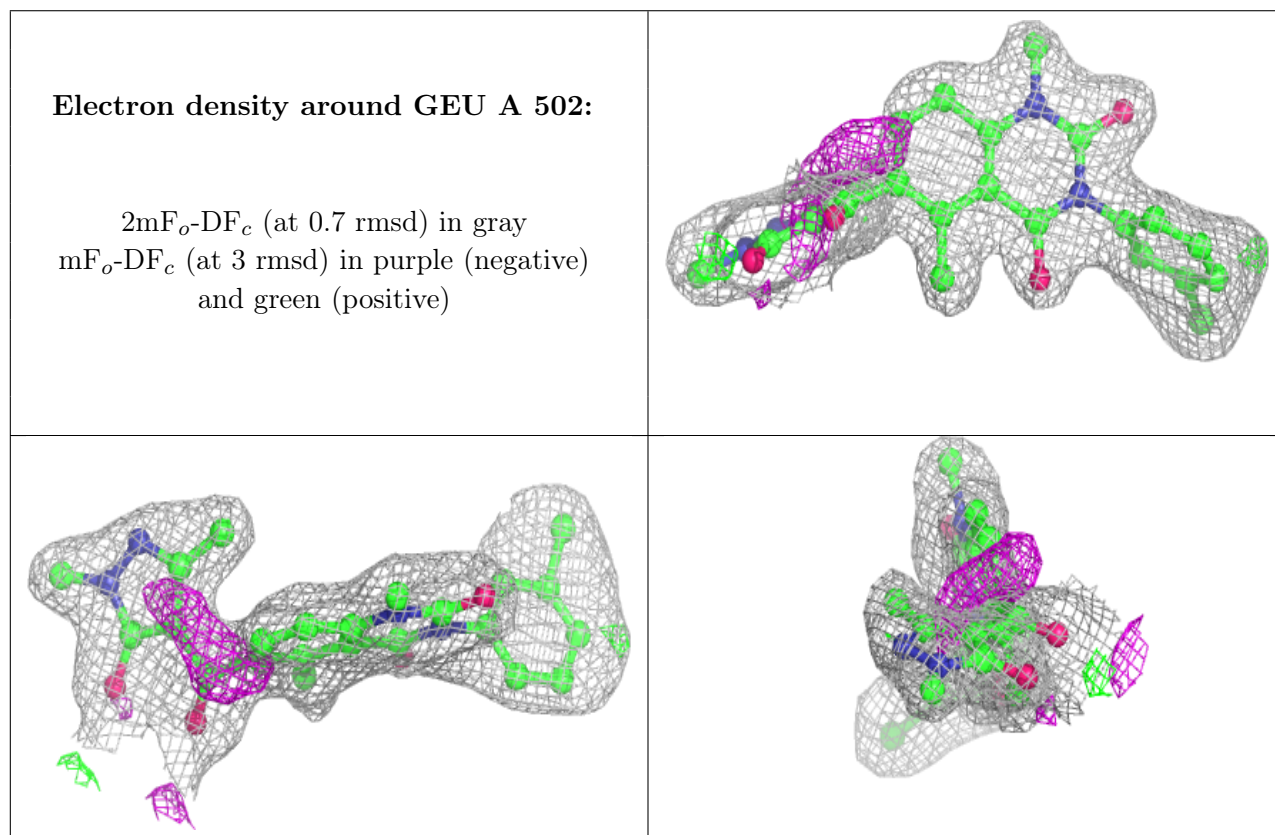 Electron density around GEU A 502:
2mFo-DFc (at 0.7 rmsd) in gray
mFo-DFc (at 3 rmsd) in purple (negative)
and green (positive)